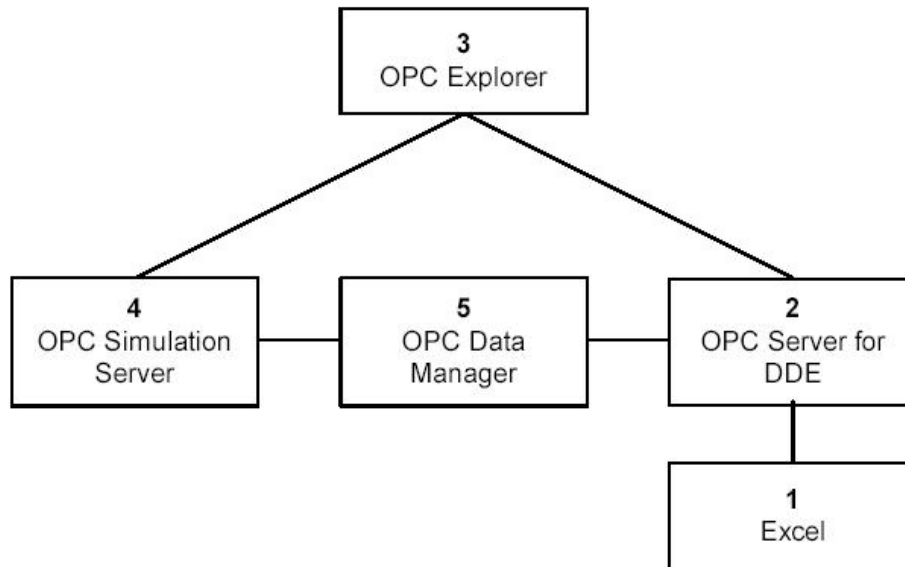 3
OPC Explorer
4
OPC Simulation
Server
5
OPC Data
Manager
2
OPC Server for
DDE
1
Excel